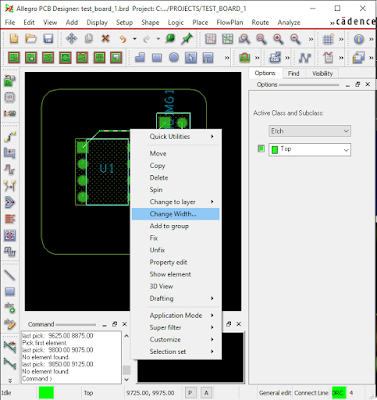 Allegro PCB Designer: test_board_1.brd Project: C:.../PROJECTS/TEST_BOARD_1
File Edit View Add Display Setup Shape Logic Place FlowPlan Route Analyze »
cādence
Options Find Visibility
Options
Active Class and Subclass:
Etch
Top
U1
Quick Utilities
Move
Copy
Delete
Spin
Change to layer
Change Width...
Add to group
Fix
Unfix
Property edit
Show element
3D View
Drafting
Application Mode
Super filter
Customize
Selection set
Command
last pick: 9625.00 8875.00
Pick first element.
last pick: 9800.00 9075.00
No element found.
last pick: 9850.00 9125.00
No element found.
Command >
Idle
Top
9725.00, 9975.00
P
A
General edit: Connect Line
DRC
4